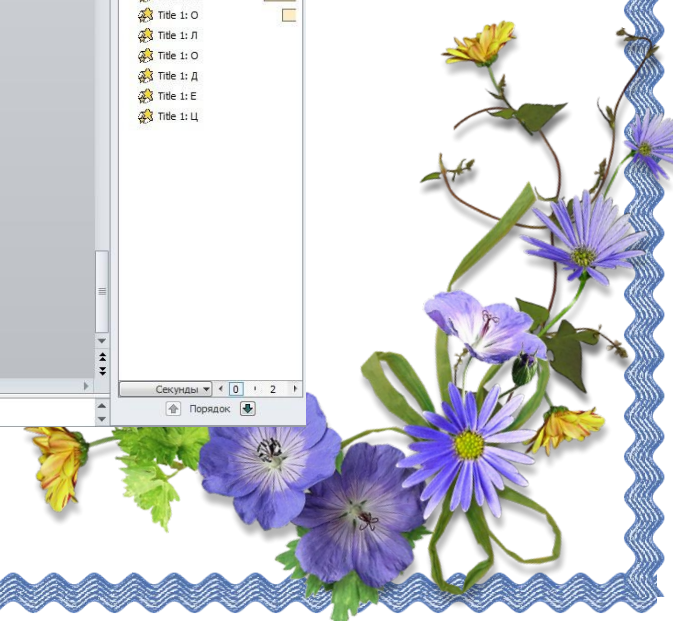 Title 1: О
Title 1: Л
Title 1: О
Title 1: Д
Title 1: Е
Title 1: Ц
Секунды 0 2
Порядок